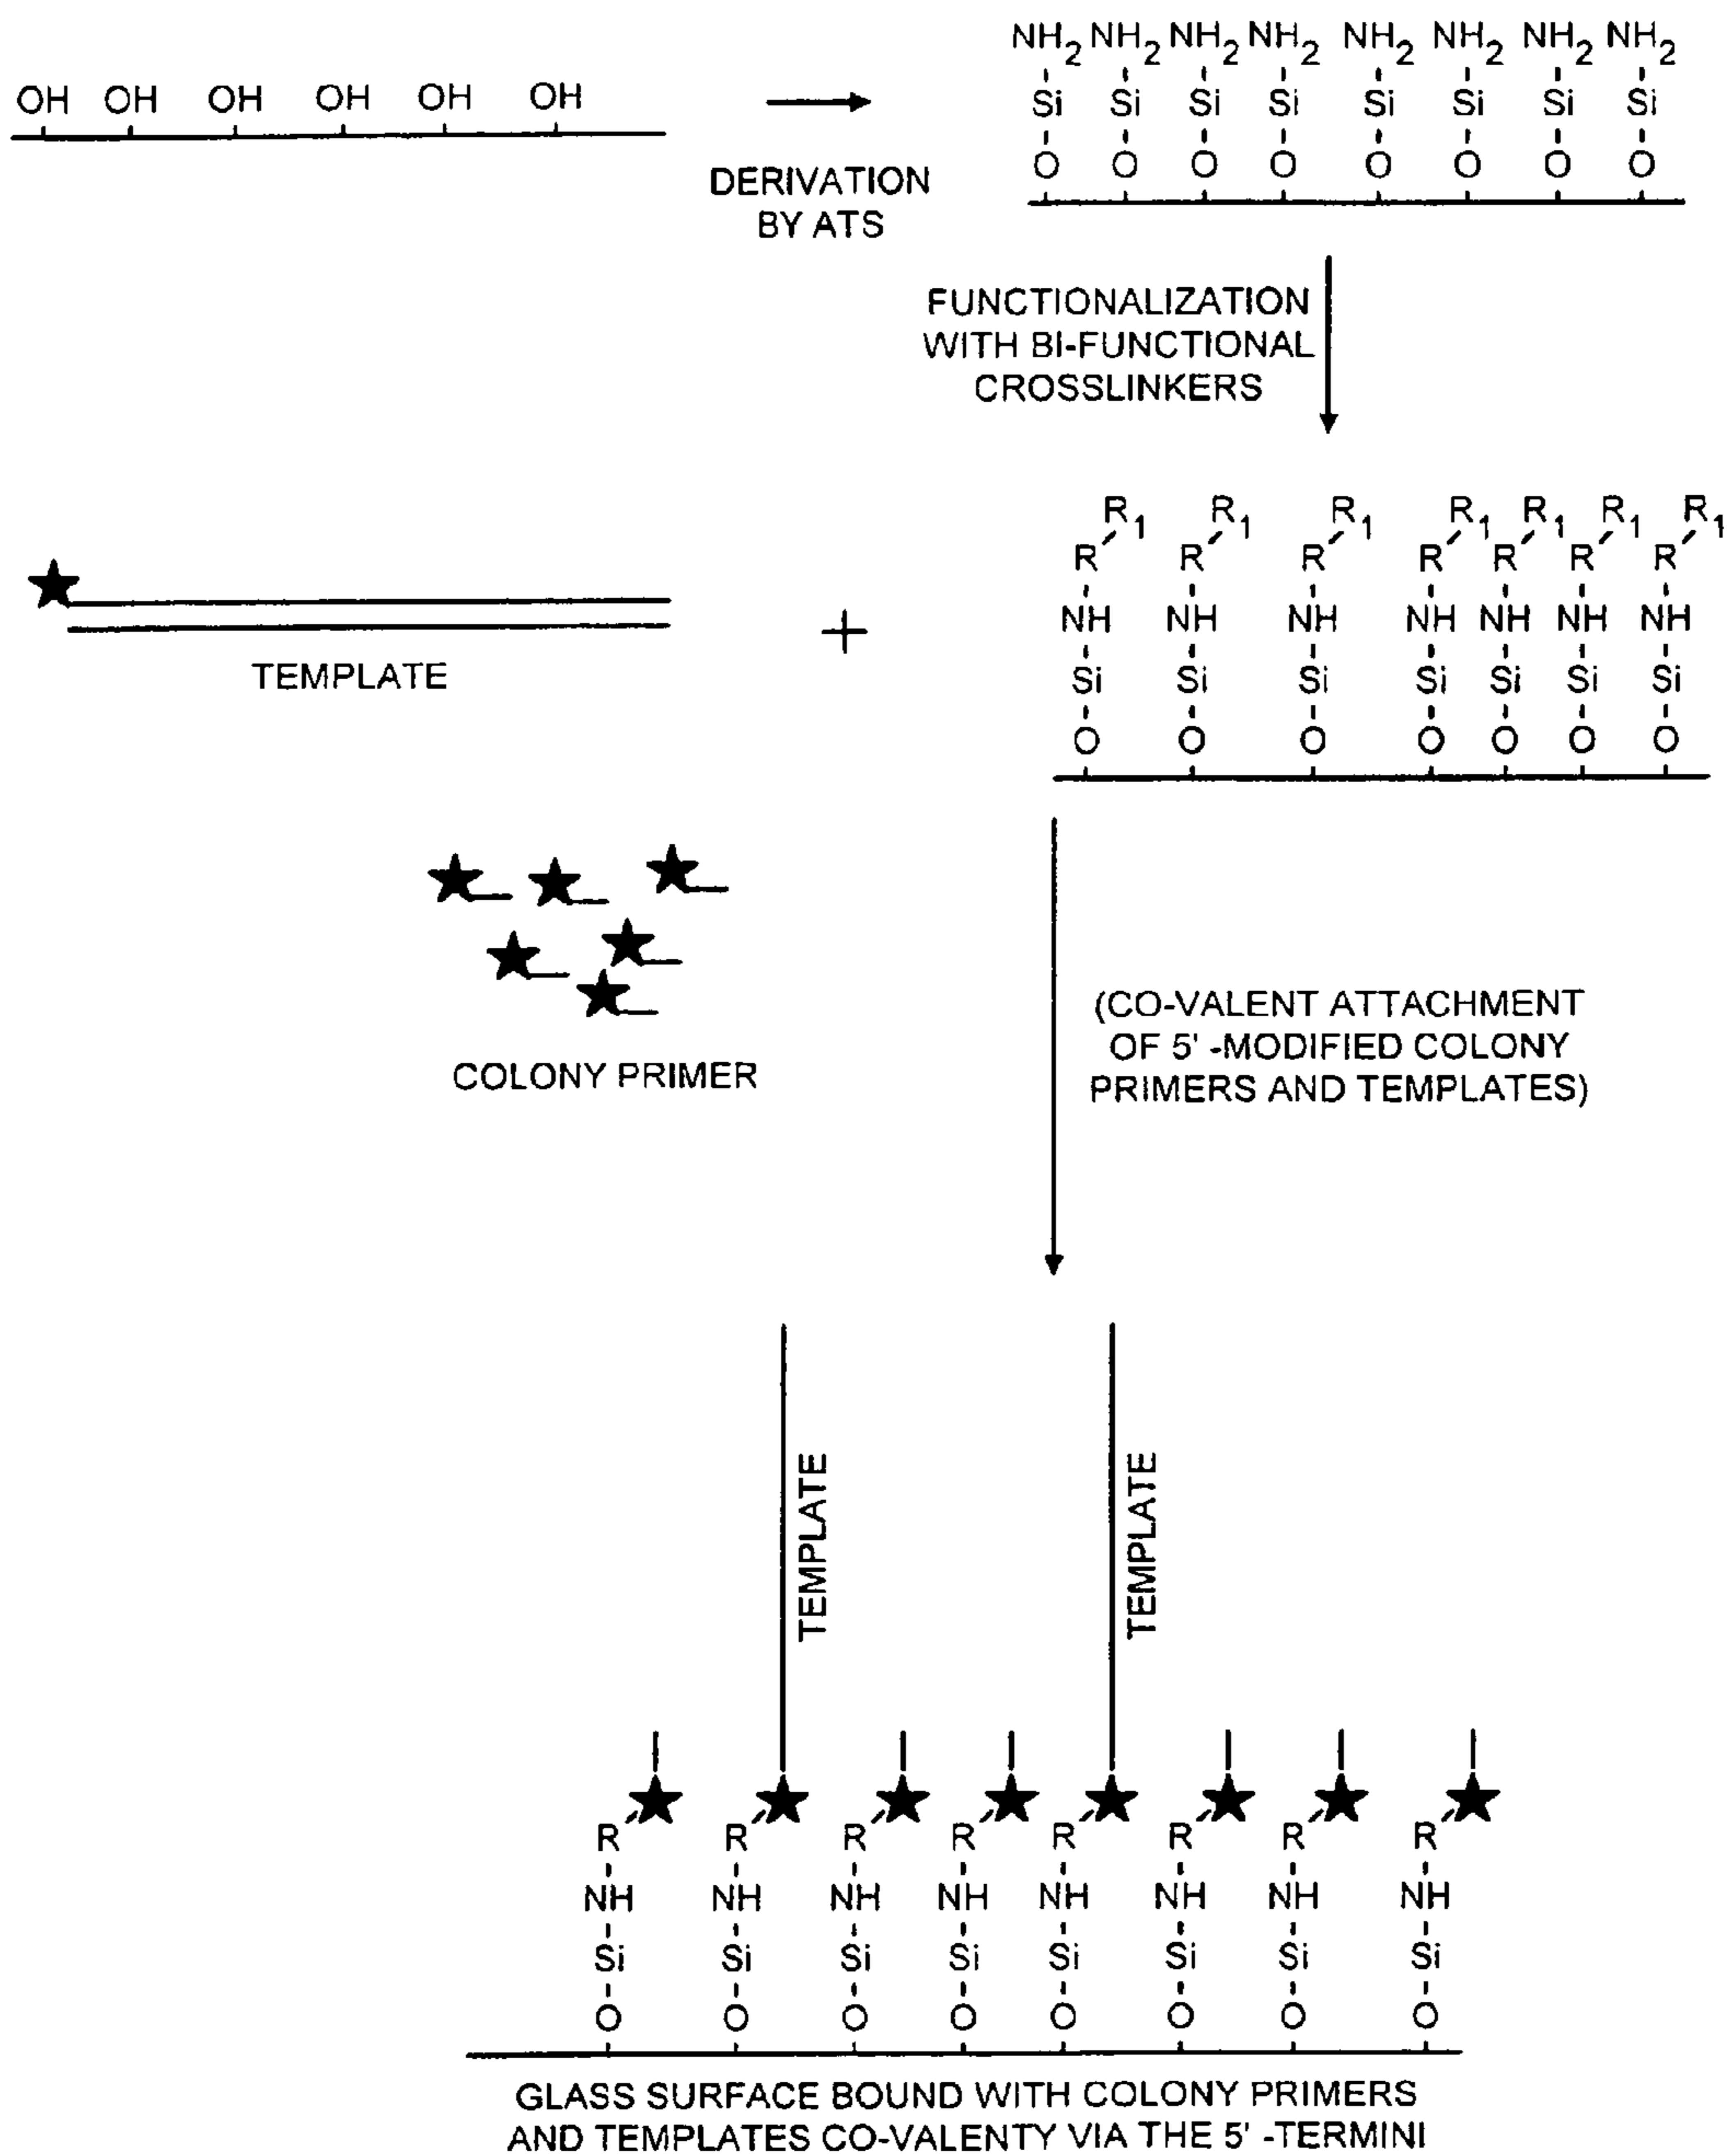 NH2 NH2 NH2 NH2 NH2 NH2 NH2 NH2
OH OH OH OH OH OH
Si Si Si Si Si Si Si Si
O O O O O O O O
DERIVATION
BY ATS
FUNCTIONALIZATION
WITH BI-FUNCTIONAL
CROSSLINKERS
R1 R1 R1 R1 R1 R1 R1
R R R R R R R
NH NH NH NH NH NH NH
Si Si Si Si Si Si Si
O O O O O O O
+
TEMPLATE
COLONY PRIMER
(CO-VALENT ATTACHMENT
OF 5' -MODIFIED COLONY
PRIMERS AND TEMPLATES)
TEMPLATE
TEMPLATE
R R R R R R R R
NH NH NH NH NH NH NH NH
Si Si Si Si Si Si Si Si
O O O O O O O O
GLASS SURFACE BOUND WITH COLONY PRIMERS
AND TEMPLATES CO-VALENTY VIA THE 5' -TERMINI